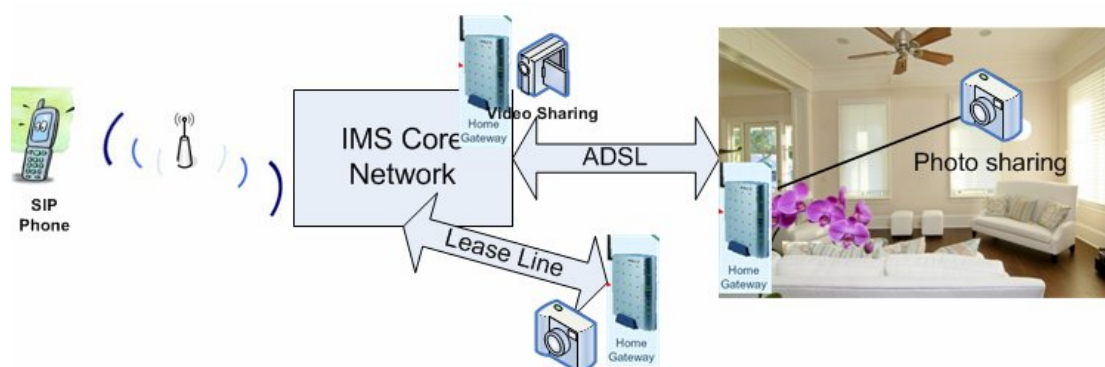 SIP
Phone
IMS Core
Network
Home
Gateway
Video Sharing
ADSL
Lease Line
Home
Gateway
Home
Gateway
Photo sharing